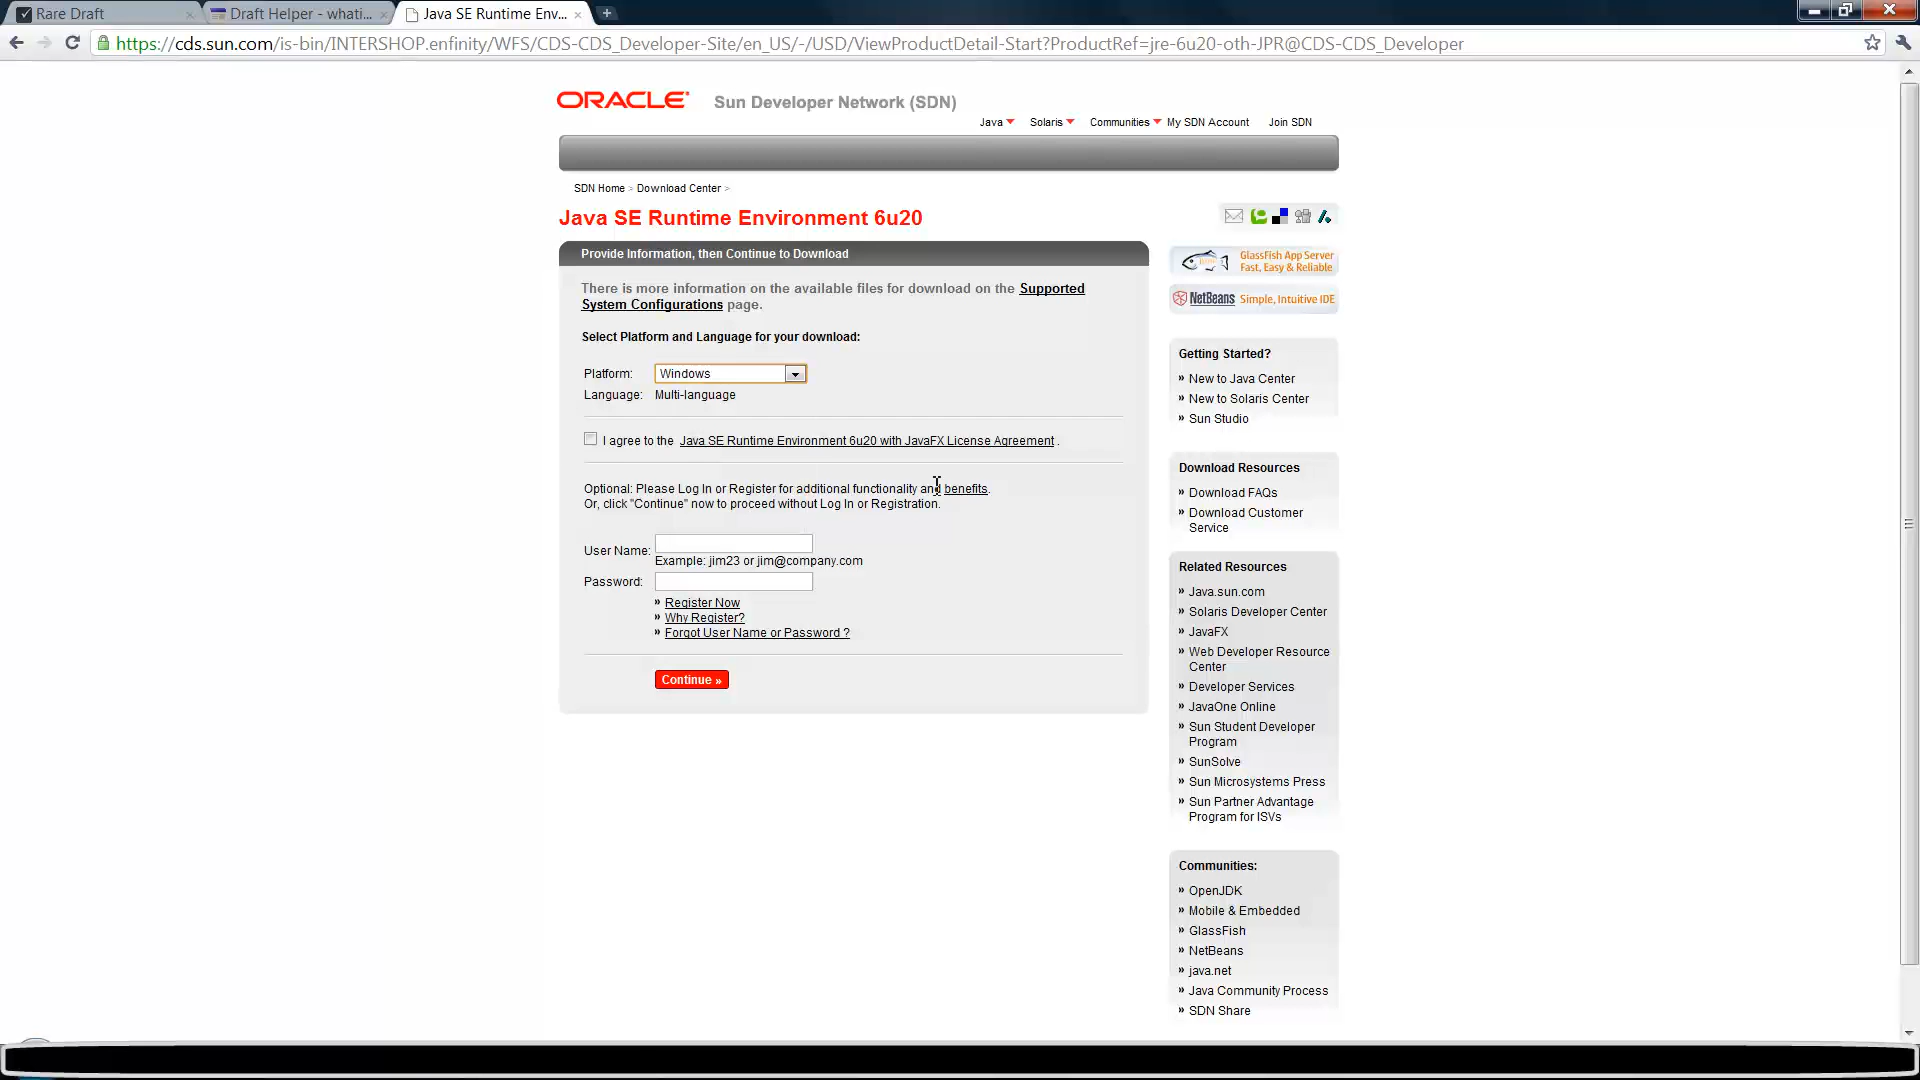 Rare Draft
Draft Helper - whati...
Java SE Runtime Env...
https://cds.sun.com/is-bin/INTERSHOP.enfinity/WFS/CDS-CDS_Developer-Site/en_US/-/USD/ViewProductDetail-Start?ProductRef=jre-6u20-oth-JPR@CDS-CDS_Developer
ORACLE Sun Developer Network (SDN)
Java Solaris Communities My SDN Account Join SDN
SDN Home > Download Center >
Java SE Runtime Environment 6u20
Provide Information, then Continue to Download
There is more information on the available files for download on the Supported
System Configurations page.
Select Platform and Language for your download:
Platform: Windows
Language: Multi-language
I agree to the Java SE Runtime Environment 6u20 with JavaFX License Agreement .
Optional: Please Log In or Register for additional functionality and benefits.
Or, click "Continue" now to proceed without Log In or Registration.
User Name:
Example: jim23 or jim@company.com
Password:
» Register Now
» Why Register?
» Forgot User Name or Password ?
Continue »
GlassFish App Server
Fast, Easy & Reliable
NetBeans Simple, Intuitive IDE
Getting Started?
» New to Java Center
» New to Solaris Center
» Sun Studio
Download Resources
» Download FAQs
» Download Customer
Service
Related Resources
» Java.sun.com
» Solaris Developer Center
» JavaFX
» Web Developer Resource
Center
» Developer Services
» JavaOne Online
» Sun Student Developer
Program
» SunSolve
» Sun Microsystems Press
» Sun Partner Advantage
Program for ISVs
Communities:
» OpenJDK
» Mobile & Embedded
» GlassFish
» NetBeans
» java.net
» Java Community Process
» SDN Share